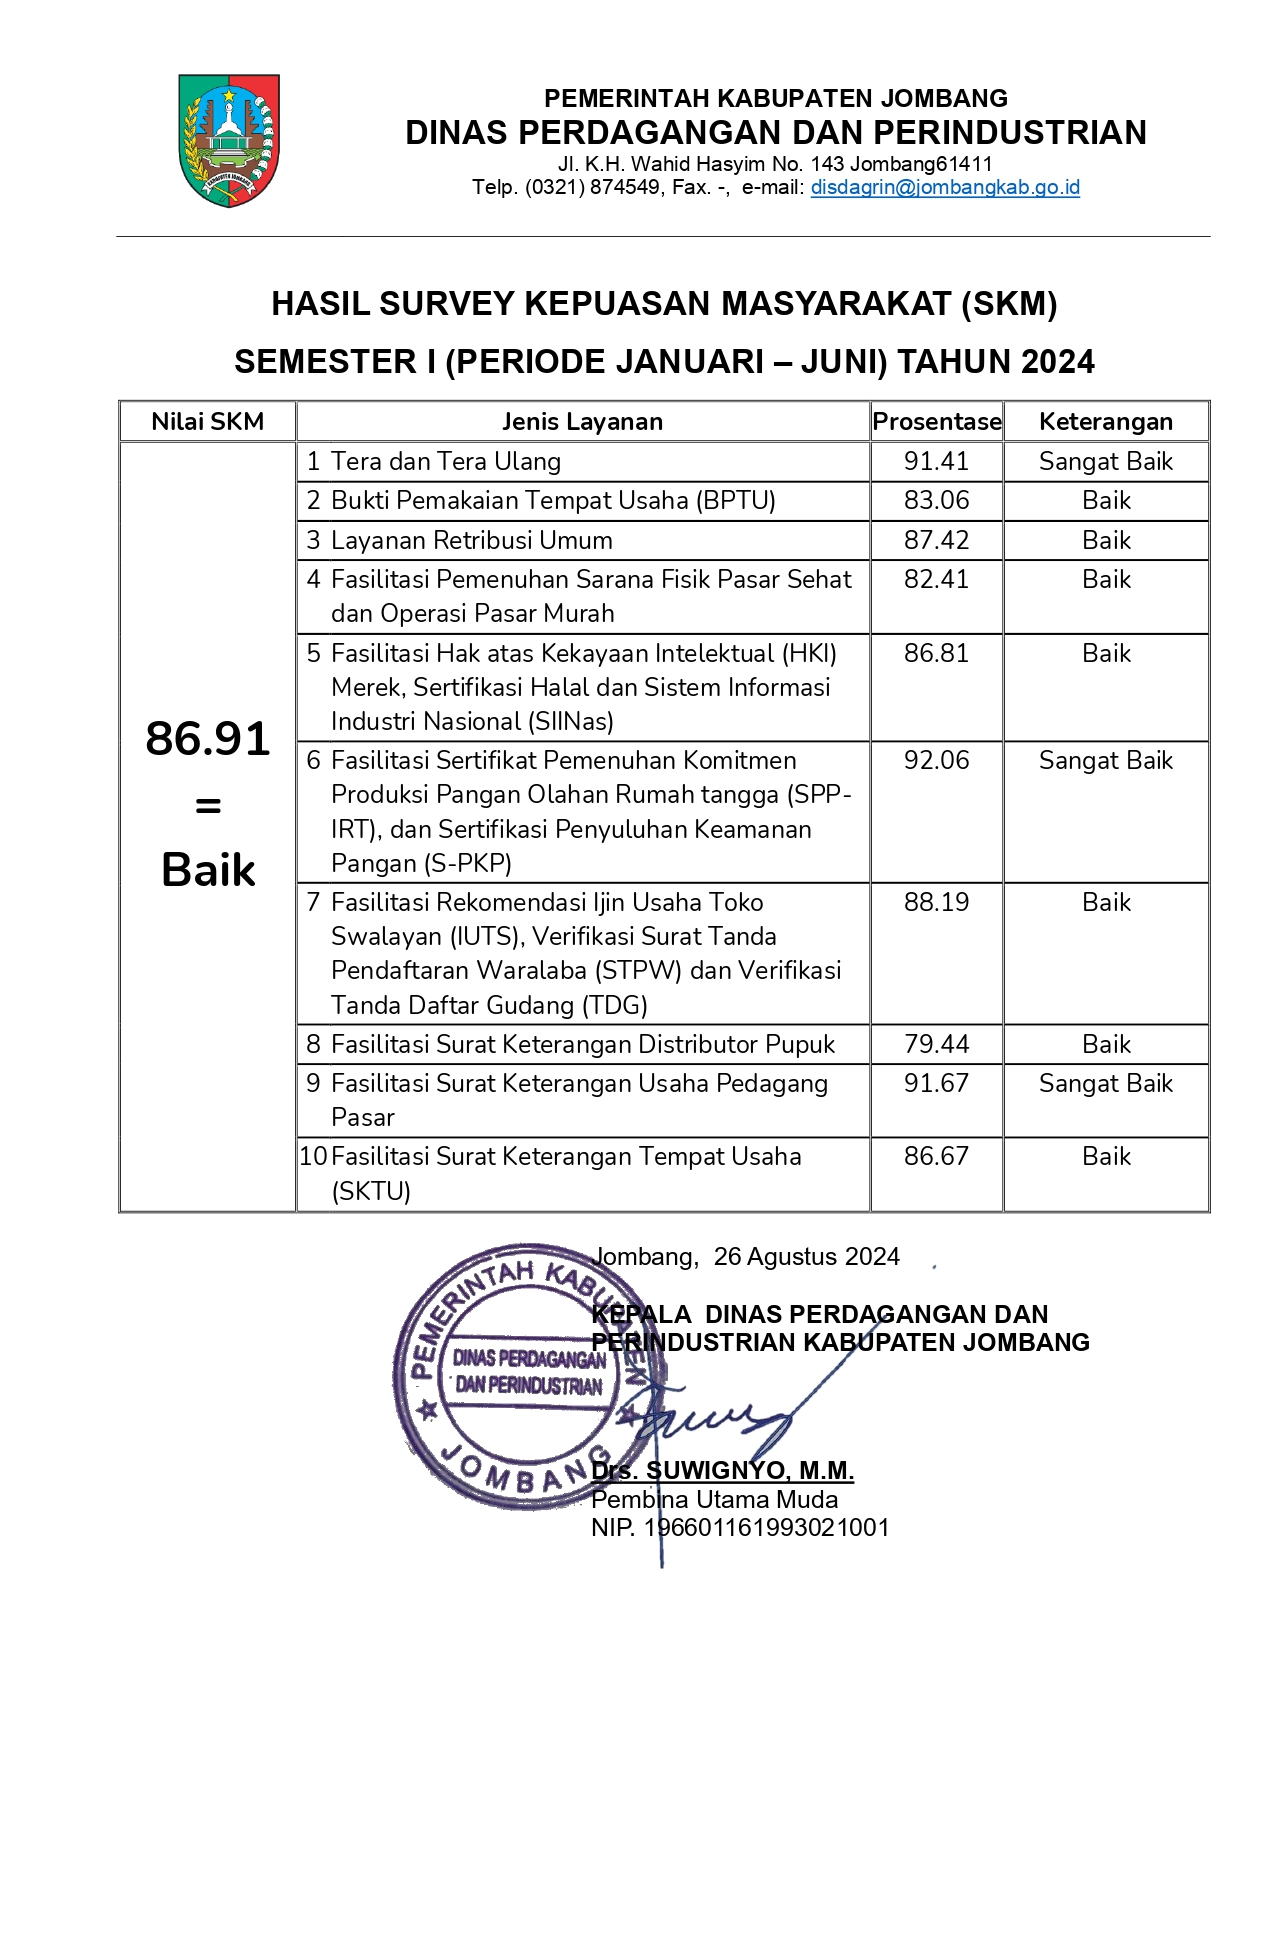 PEMERINTAH KABUPATEN JOMBANG
DINAS PERDAGANGAN DAN PERINDUSTRIAN
Jl. K.H. Wahid Hasyim No. 143 Jombang61411
Telp. (0321) 874549, Fax. -,  e-mail: disdagrin@jombangkab.go.id
KABUPATEN JOMBANG
HASIL SURVEY KEPUASAN MASYARAKAT (SKM)
SEMESTER I (PERIODE JANUARI – JUNI) TAHUN 2024
Nilai SKM Jenis Layanan Prosentase Keterangan
86.91
=
Baik
1 Tera dan Tera Ulang 91.41 Sangat Baik
2 Bukti Pemakaian Tempat Usaha (BPTU) 83.06 Baik
3 Layanan Retribusi Umum 87.42 Baik
4 Fasilitasi Pemenuhan Sarana Fisik Pasar Sehat 82.41 Baik
dan Operasi Pasar Murah
5 Fasilitasi Hak atas Kekayaan Intelektual (HKI) 86.81 Baik
Merek, Sertifikasi Halal dan Sistem Informasi
Industri Nasional (SIINas)
6 Fasilitasi Sertifikat Pemenuhan Komitmen 92.06 Sangat Baik
Produksi Pangan Olahan Rumah tangga (SPP-
IRT), dan Sertifikasi Penyuluhan Keamanan
Pangan (S-PKP)
7 Fasilitasi Rekomendasi Ijin Usaha Toko 88.19 Baik
Swalayan (IUTS), Verifikasi Surat Tanda
Pendaftaran Waralaba (STPW) dan Verifikasi
Tanda Daftar Gudang (TDG)
8 Fasilitasi Surat Keterangan Distributor Pupuk 79.44 Baik
9 Fasilitasi Surat Keterangan Usaha Pedagang 91.67 Sangat Baik
Pasar
10 Fasilitasi Surat Keterangan Tempat Usaha 86.67 Baik
(SKTU)
Jombang,  26 Agustus 2024
KEPALA  DINAS PERDAGANGAN DAN
PERINDUSTRIAN KABUPATEN JOMBANG
PEMERINTAH KABUPATEN
DINAS PERDAGANGAN
DAN PERINDUSTRIAN
JOMBANG
Drs. SUWIGNYO, M.M.
Pembina Utama Muda
NIP. 196601161993021001